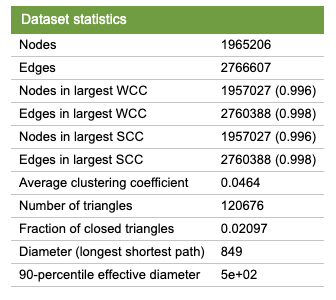 Dataset statistics
Nodes 1965206
Edges 2766607
Nodes in largest WCC 1957027 (0.996)
Edges in largest WCC 2760388 (0.998)
Nodes in largest SCC 1957027 (0.996)
Edges in largest SCC 2760388 (0.998)
Average clustering coefficient 0.0464
Number of triangles 120676
Fraction of closed triangles 0.02097
Diameter (longest shortest path) 849
90-percentile effective diameter 5e+02